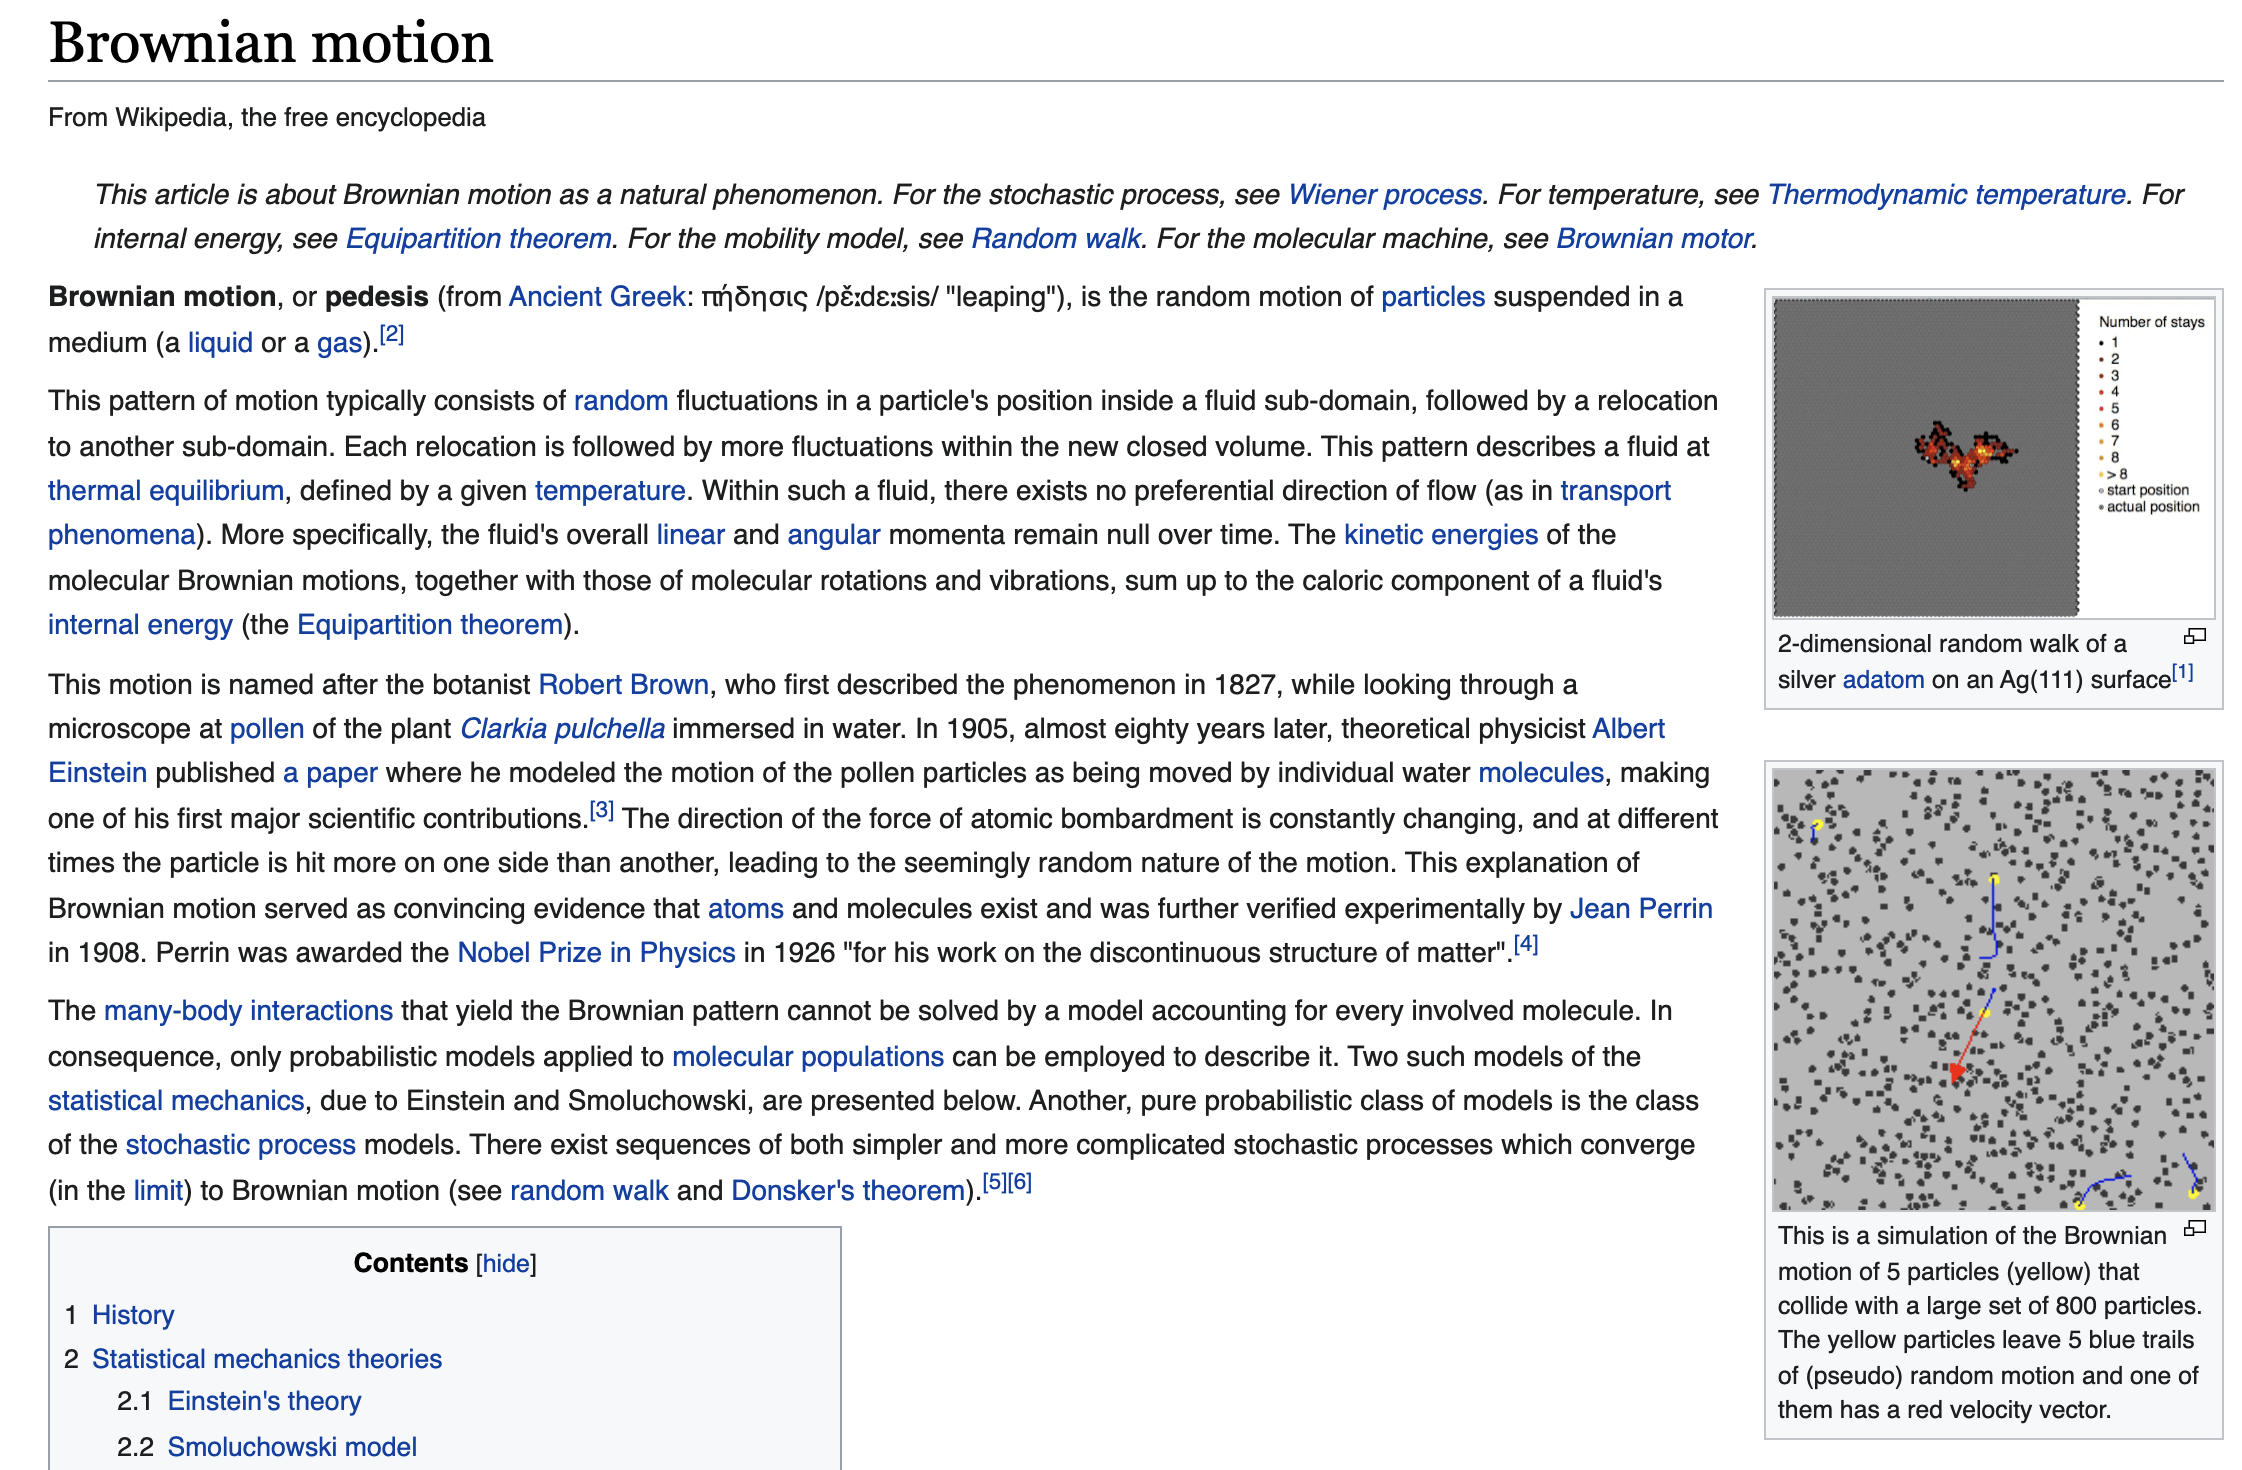 Brownian motion
From Wikipedia, the free encyclopedia
This article is about Brownian motion as a natural phenomenon. For the stochastic process, see Wiener process. For temperature, see Thermodynamic temperature. For
internal energy, see Equipartition theorem. For the mobility model, see Random walk. For the molecular machine, see Brownian motor.
Brownian motion, or pedesis (from Ancient Greek: πήδησις /pɛ̌ːdɛːsis/ "leaping"), is the random motion of particles suspended in a
medium (a liquid or a gas).[2]
This pattern of motion typically consists of random fluctuations in a particle's position inside a fluid sub-domain, followed by a relocation
to another sub-domain. Each relocation is followed by more fluctuations within the new closed volume. This pattern describes a fluid at
thermal equilibrium, defined by a given temperature. Within such a fluid, there exists no preferential direction of flow (as in transport
phenomena). More specifically, the fluid's overall linear and angular momenta remain null over time. The kinetic energies of the
molecular Brownian motions, together with those of molecular rotations and vibrations, sum up to the caloric component of a fluid's
internal energy (the Equipartition theorem).
This motion is named after the botanist Robert Brown, who first described the phenomenon in 1827, while looking through a
microscope at pollen of the plant Clarkia pulchella immersed in water. In 1905, almost eighty years later, theoretical physicist Albert
Einstein published a paper where he modeled the motion of the pollen particles as being moved by individual water molecules, making
one of his first major scientific contributions.[3] The direction of the force of atomic bombardment is constantly changing, and at different
times the particle is hit more on one side than another, leading to the seemingly random nature of the motion. This explanation of
Brownian motion served as convincing evidence that atoms and molecules exist and was further verified experimentally by Jean Perrin
in 1908. Perrin was awarded the Nobel Prize in Physics in 1926 "for his work on the discontinuous structure of matter".[4]
The many-body interactions that yield the Brownian pattern cannot be solved by a model accounting for every involved molecule. In
consequence, only probabilistic models applied to molecular populations can be employed to describe it. Two such models of the
statistical mechanics, due to Einstein and Smoluchowski, are presented below. Another, pure probabilistic class of models is the class
of the stochastic process models. There exist sequences of both simpler and more complicated stochastic processes which converge
(in the limit) to Brownian motion (see random walk and Donsker's theorem).[5][6]
Contents [hide]
1 History
2 Statistical mechanics theories
2.1 Einstein's theory
2.2 Smoluchowski model
Number of stays
1
2
3
4
5
6
7
8
> 8
start position
actual position
2-dimensional random walk of a
silver adatom on an Ag(111) surface[1]
This is a simulation of the Brownian
motion of 5 particles (yellow) that
collide with a large set of 800 particles.
The yellow particles leave 5 blue trails
of (pseudo) random motion and one of
them has a red velocity vector.